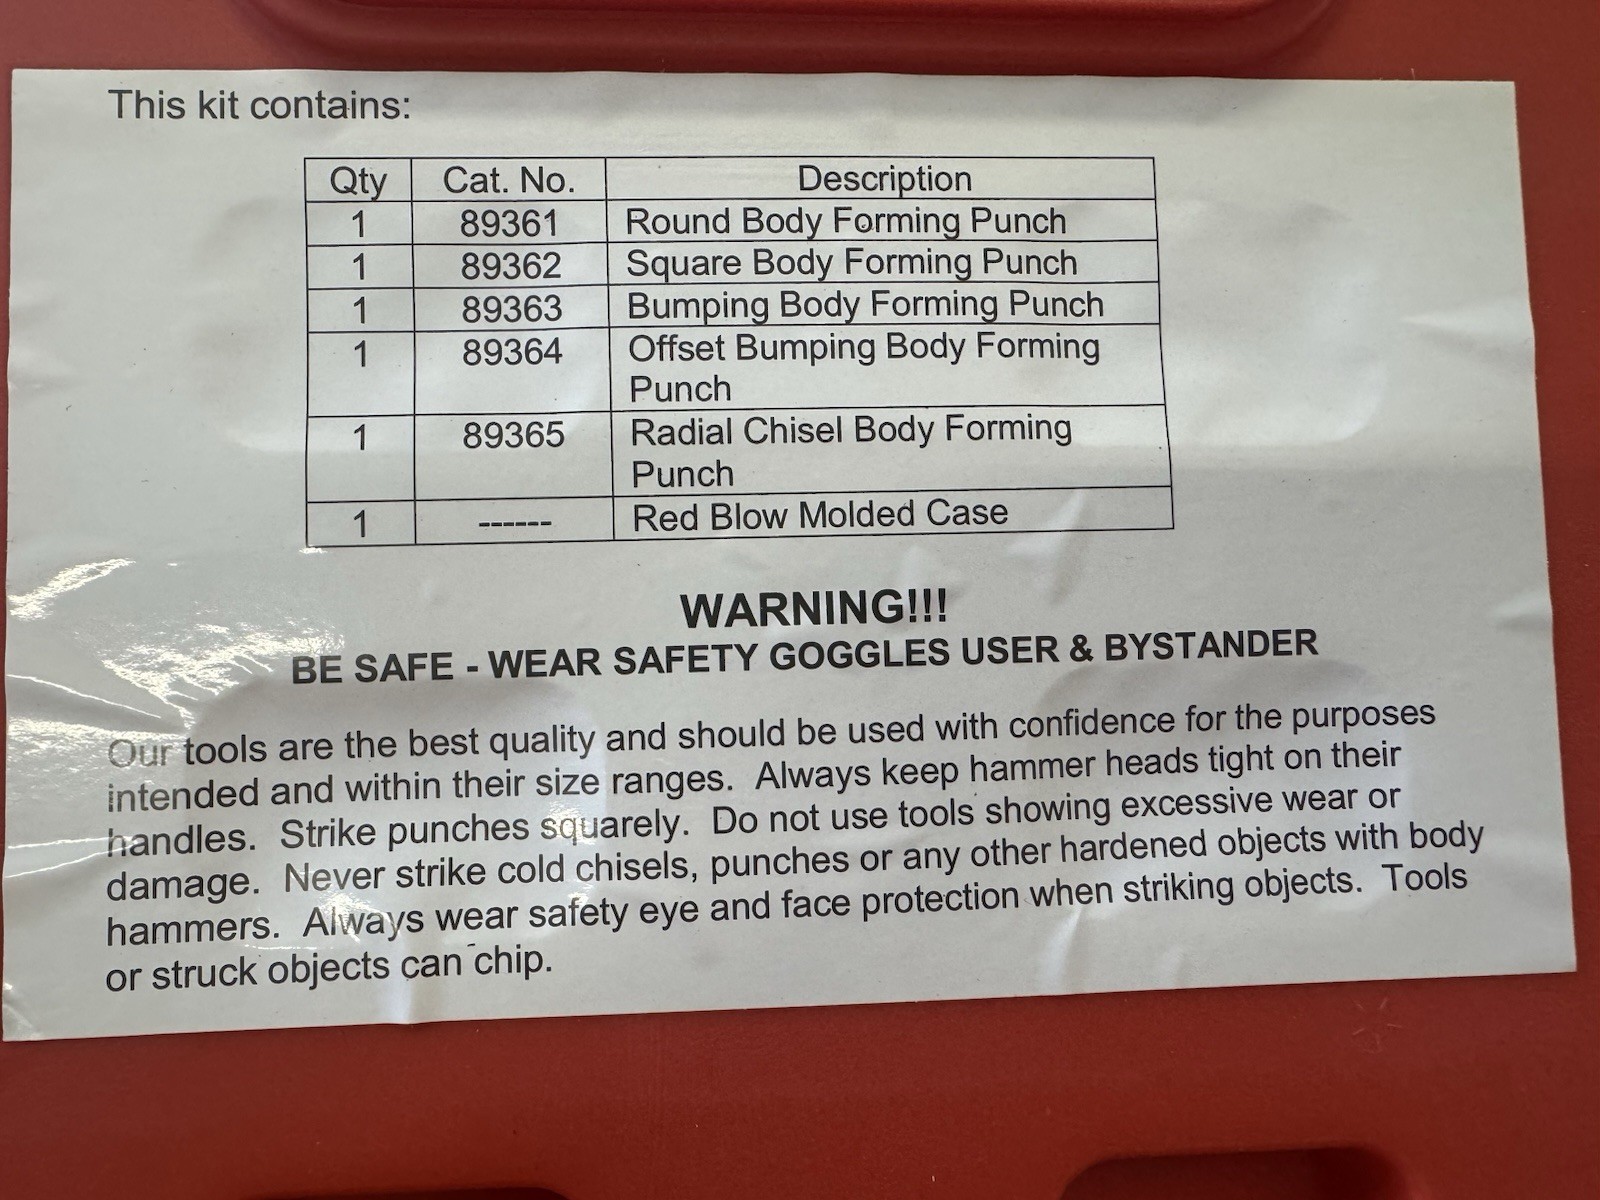 This kit contains:
Qty Cat. No. Description
1 89361 Round Body Forming Punch
1 89362 Square Body Forming Punch
1 89363 Bumping Body Forming Punch
1 89364 Offset Bumping Body Forming
Punch
1 89365 Radial Chisel Body Forming
Punch
1 ------ Red Blow Molded Case
WARNING!!!
BE SAFE - WEAR SAFETY GOGGLES USER & BYSTANDER
Our tools are the best quality and should be used with confidence for the purposes
intended and within their size ranges. Always keep hammer heads tight on their
handles. Strike punches squarely. Do not use tools showing excessive wear or
damage. Never strike cold chisels, punches or any other hardened objects with body
hammers. Always wear safety eye and face protection when striking objects. Tools
or struck objects can chip.